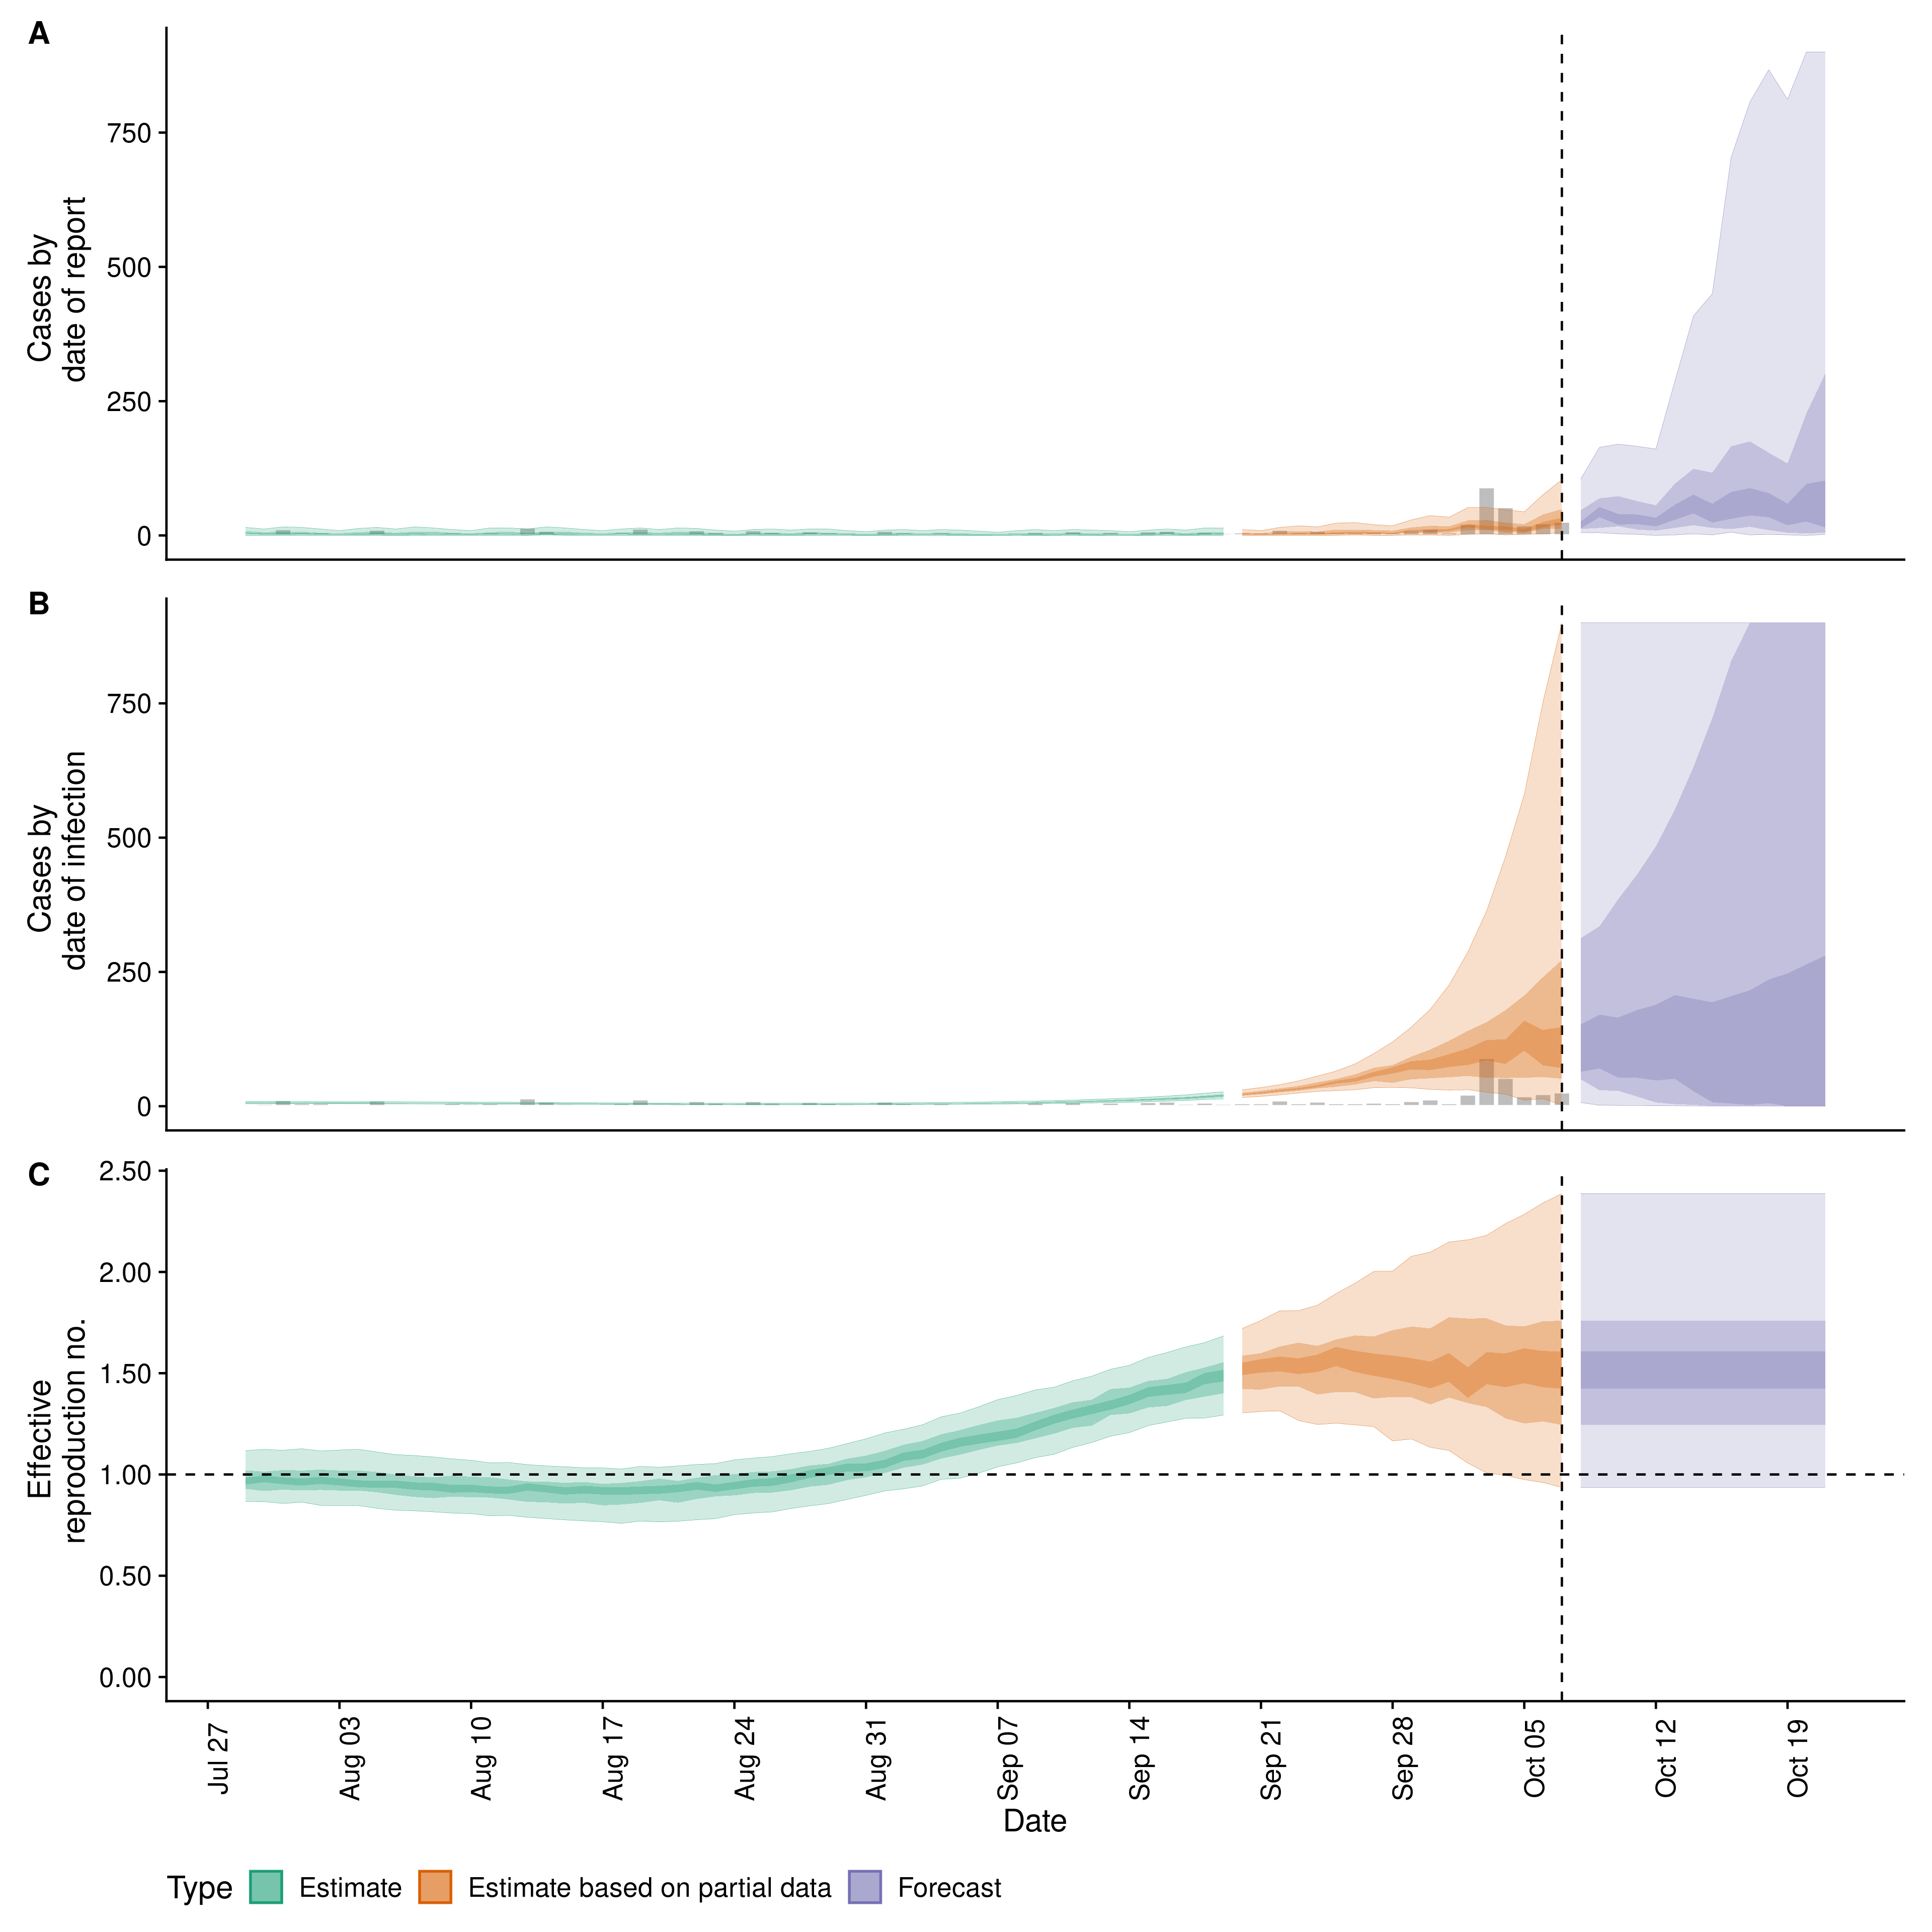 A
Cases by
date of report
750
500
250
0
B
Cases by
date of infection
750
500
250
0
C
Effective
reproduction no.
2.50
2.00
1.50
1.00
0.50
0.00
Jul 27
Aug 03
Aug 10
Aug 17
Aug 24
Aug 31
Sep 07
Sep 14
Sep 21
Sep 28
Oct 05
Oct 12
Oct 19
Date
Type Estimate Estimate based on partial data Forecast